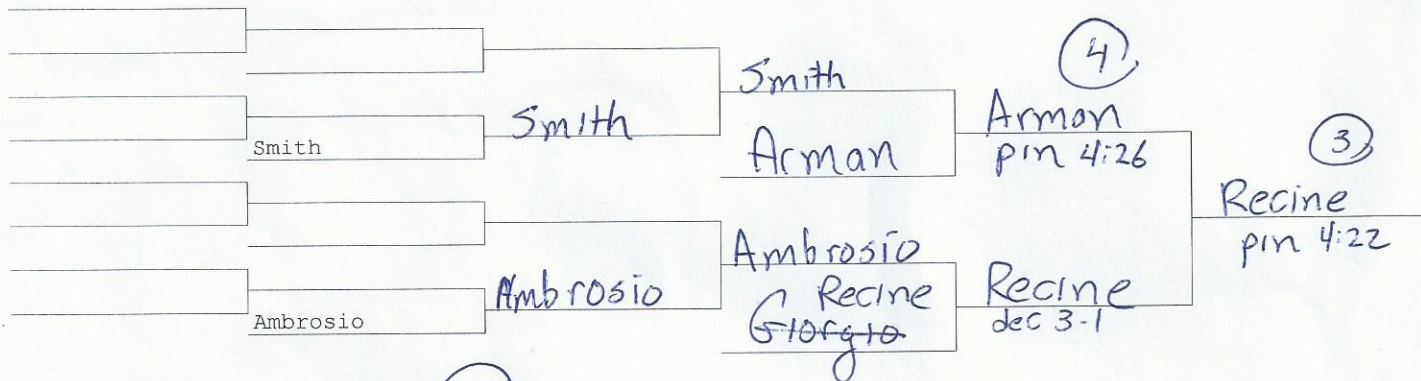 Smith
4
Smith
Smith
Arman
Arman
pin 4:26
3
Recine
pin 4:22
Ambrosio
Ambrosio
Ambrosio
Recine
Giorgio
Recine
dec 3-1